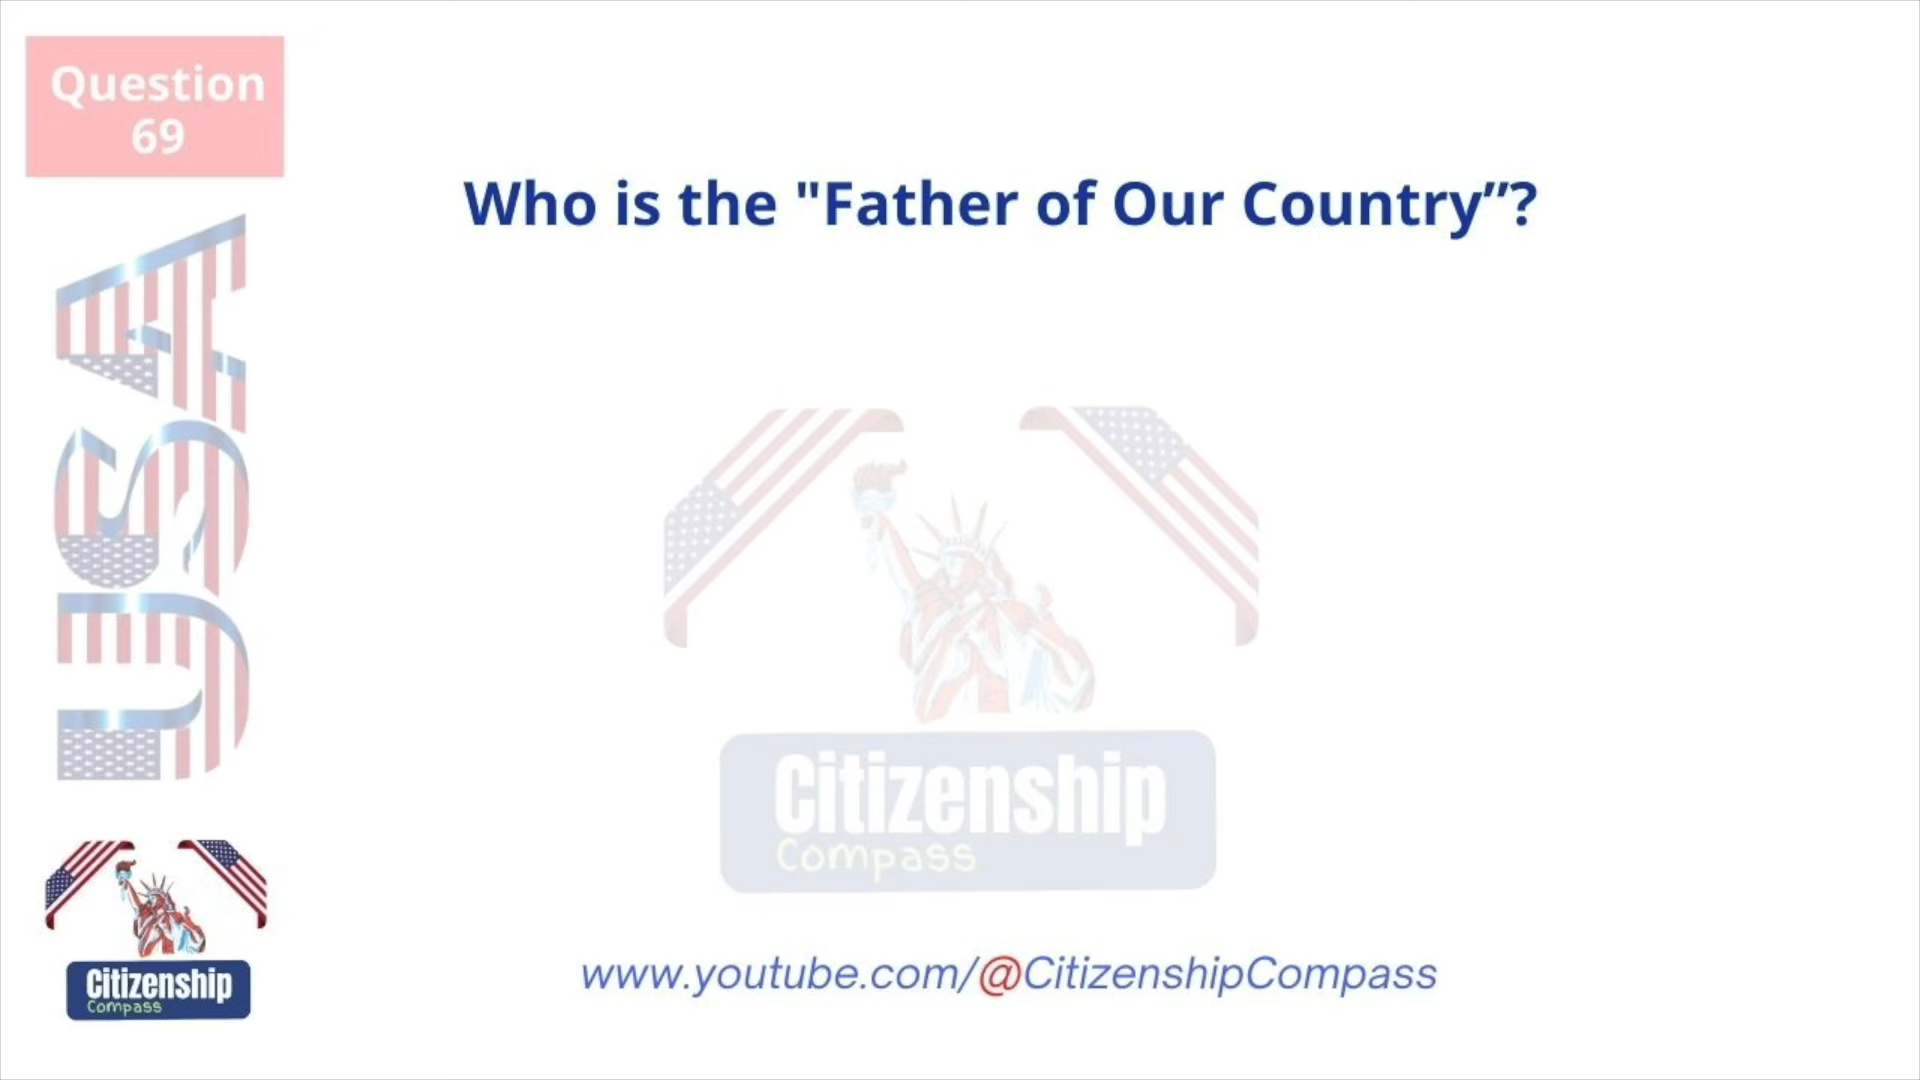 Question
69
Who is the "Father of Our Country”?
USA
Citizenship
Compass
www.youtube.com/@CitizenshipCompass
Citizenship
Compass